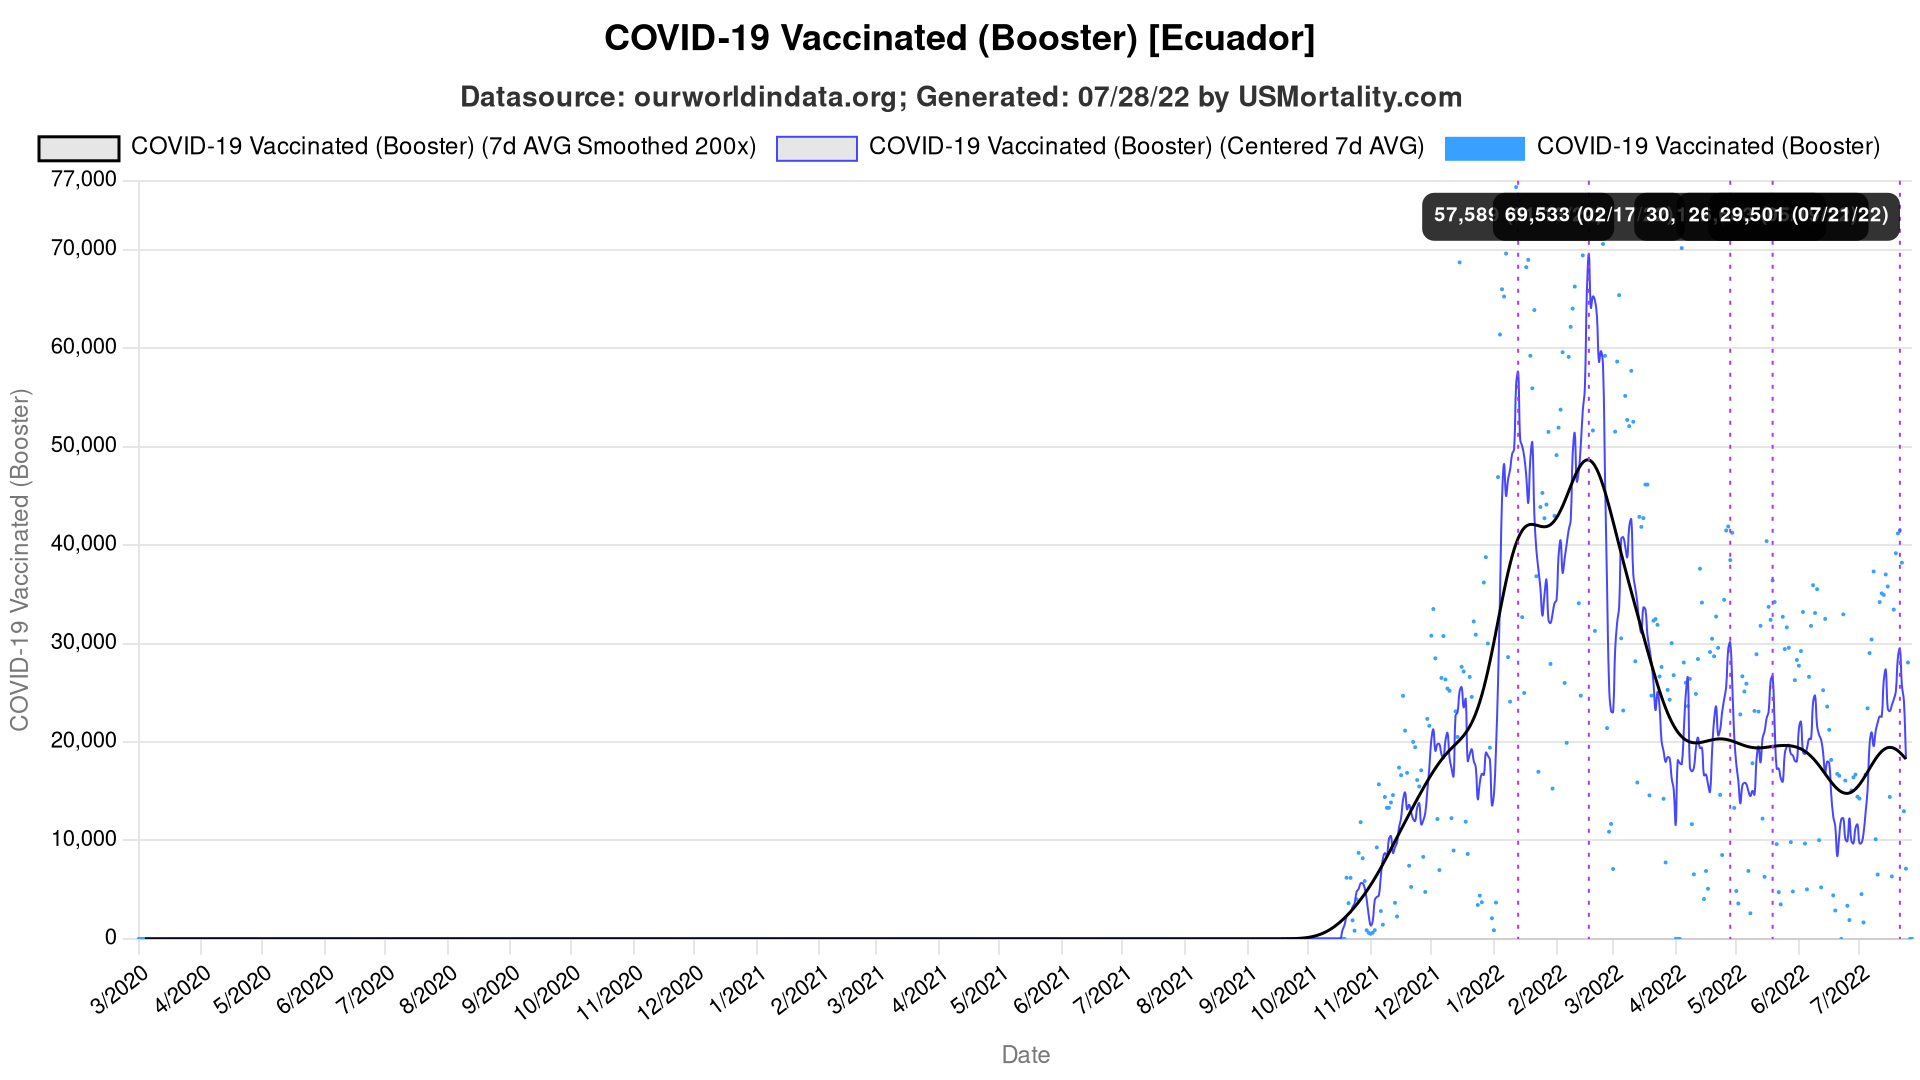 COVID-19 Vaccinated (Booster) [Ecuador]
Datasource: ourworldindata.org; Generated: 07/28/22 by USMortality.com
COVID-19 Vaccinated (Booster) (7d AVG Smoothed 200x) COVID-19 Vaccinated (Booster) (Centered 7d AVG) COVID-19 Vaccinated (Booster)
77,000
57,589 69,533 (02/17 30, 26, 29,501 (07/21/22)
70,000
60,000
50,000
40,000
30,000
20,000
10,000
0
COVID-19 Vaccinated (Booster)
3/2020 4/2020 5/2020 6/2020 7/2020 8/2020 9/2020 10/2020 11/2020 12/2020 1/2021 2/2021 3/2021 4/2021 5/2021 6/2021 7/2021 8/2021 9/2021 10/2021 11/2021 12/2021 1/2022 2/2022 3/2022 4/2022 5/2022 6/2022 7/2022
Date